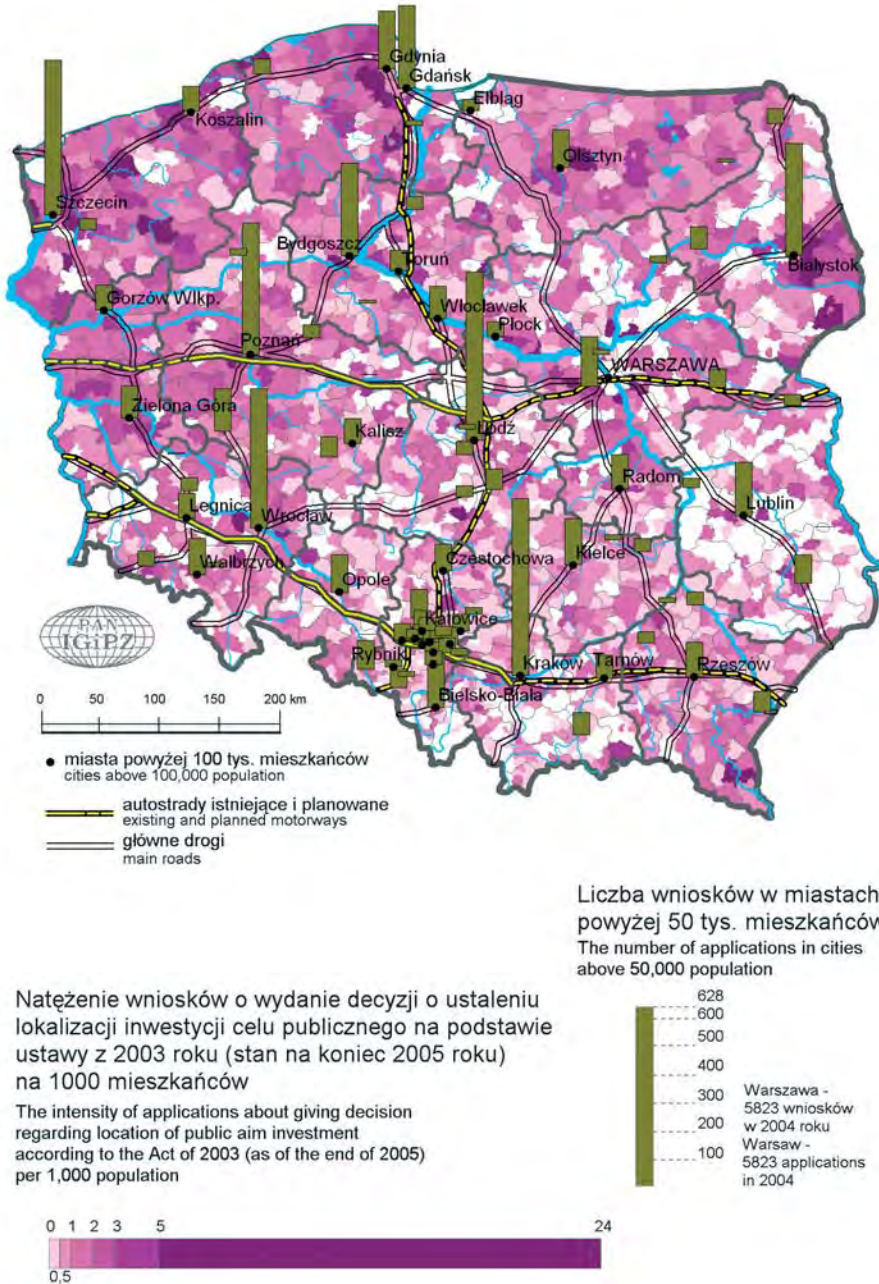 Gdynia
Gdańsk
Elbląg
Koszalin
Olsztyn
Szczecin
Bydgoszcz
Toruń
Białystok
Gorzów Wlkp.
Włocławek
Płock
Poznań
WARSZAWA
Zielona Góra
Kalisz
Łódź
Radom
Legnica
Wrocław
Lublin
Częstochowa
Kielce
Wałbrzych
Opole
Katowice
PAN
IGiPZ
Rybnik
Kraków
Tarnów
Rzeszów
Bielsko-Biała
0 50 100 150 200 km
miasta powyżej 100 tys. mieszkańców
cities above 100,000 population
autostrady istniejące i planowane
existing and planned motorways
główne drogi
main roads
Liczba wniosków w miastach
powyżej 50 tys. mieszkańców
The number of applications in cities
above 50,000 population
628
600
500
400
300
200
100
Warszawa -
5823 wniosków
w 2004 roku
Warsaw -
5823 applications
in 2004
Natężenie wniosków o wydanie decyzji o ustaleniu
lokalizacji inwestycji celu publicznego na podstawie
ustawy z 2003 roku (stan na koniec 2005 roku)
na 1000 mieszkańców
The intensity of applications about giving decision
regarding location of public aim investment
according to the Act of 2003 (as of the end of 2005)
per 1,000 population
0 1 2 3 5 24
0,5